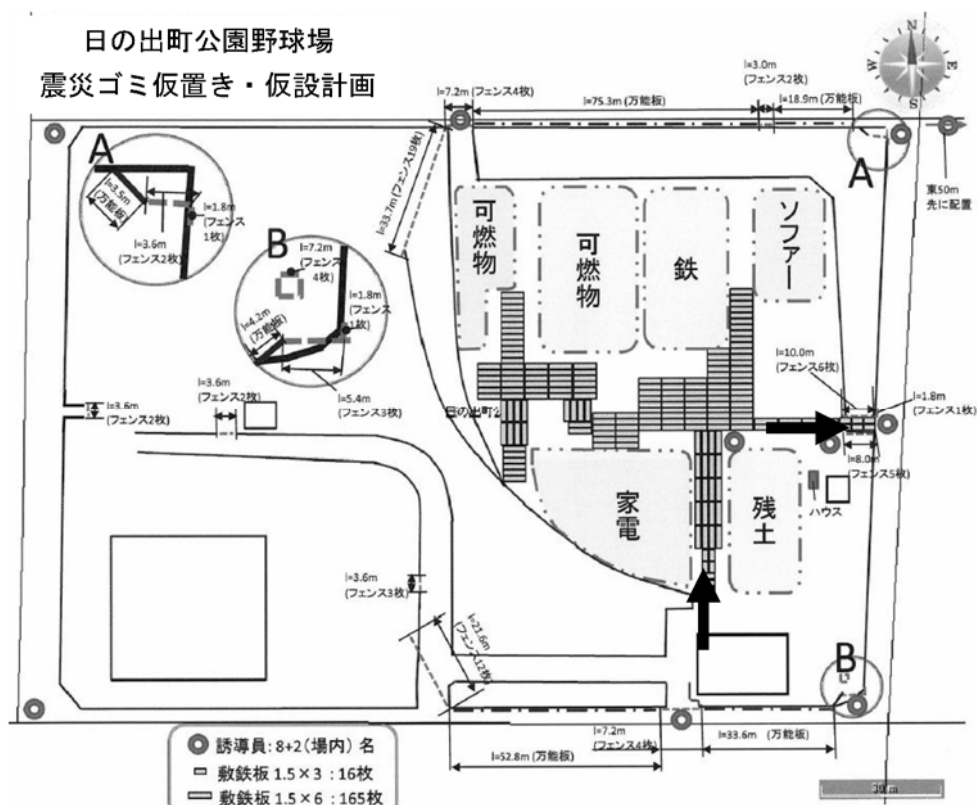 日の出町公園野球場
震災ゴミ仮置き・仮設計画
N
W
E
S
l=7.2m(フェンス4枚)
l=75.3m (万能板)
l=3.0m
(フェンス2枚)
l=18.9m(万能板)
A
東50m
先に配置
A
l=3.5m
(万能板)
l=1.8m
(フェンス
1枚)
l=3.6m
(フェンス2枚)
l=33.7m(フェンス19枚)
B
l=7.2m
(フェンス
4枚)
l=4.2m
(万能板)
l=1.8m
(フェンス
1枚)
l=5.4m
(フェンス3枚)
可燃物
可燃物
鉄
ソファー
l=10.0m
(フェンス6枚)
l=1.8m
(フェンス1枚)
l=3.6m
(フェンス2枚)
l=3.6m
(フェンス2枚)
日の出町
l=8.0m
(フェンス5枚)
家電
残土
ハウス
l=3.6m
(フェンス3枚)
l=21.6m
(フェンス12枚)
B
l=7.2m
(フェンス4枚)
l=33.6m (万能板)
l=52.8m (万能板)
誘導員:8+2(場内)名
敷鉄板 1.5×3 :16枚
敷鉄板 1.5×6 :165枚